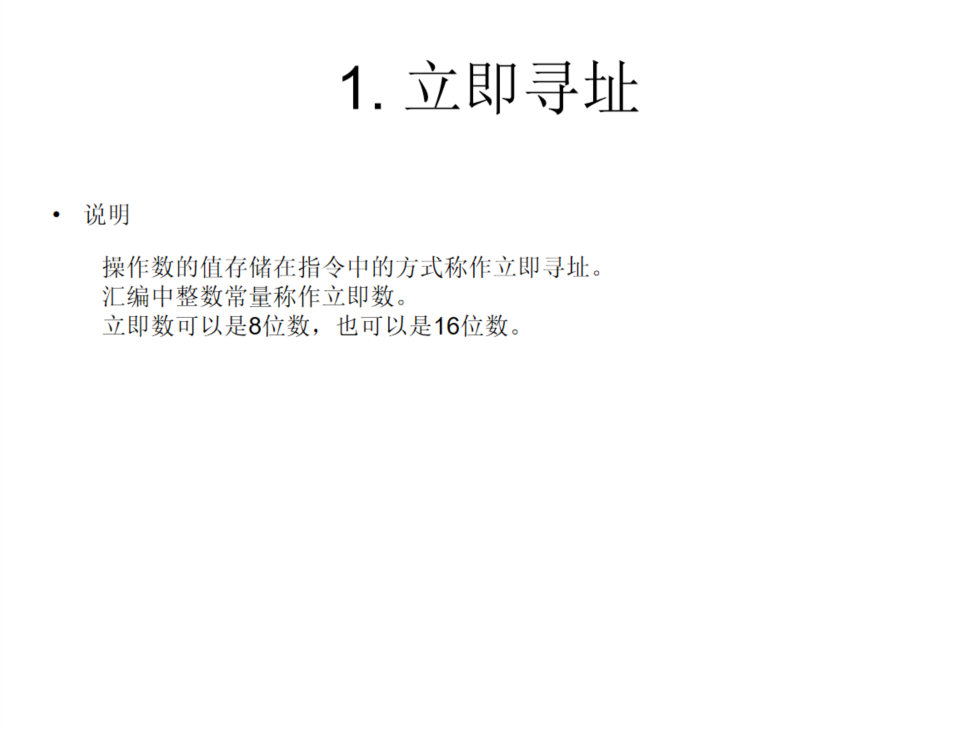 1. 立即寻址
• 说明
操作数的值存储在指令中的方式称作立即寻址。
汇编中整数常量称作立即数。
立即数可以是8位数，也可以是16位数。